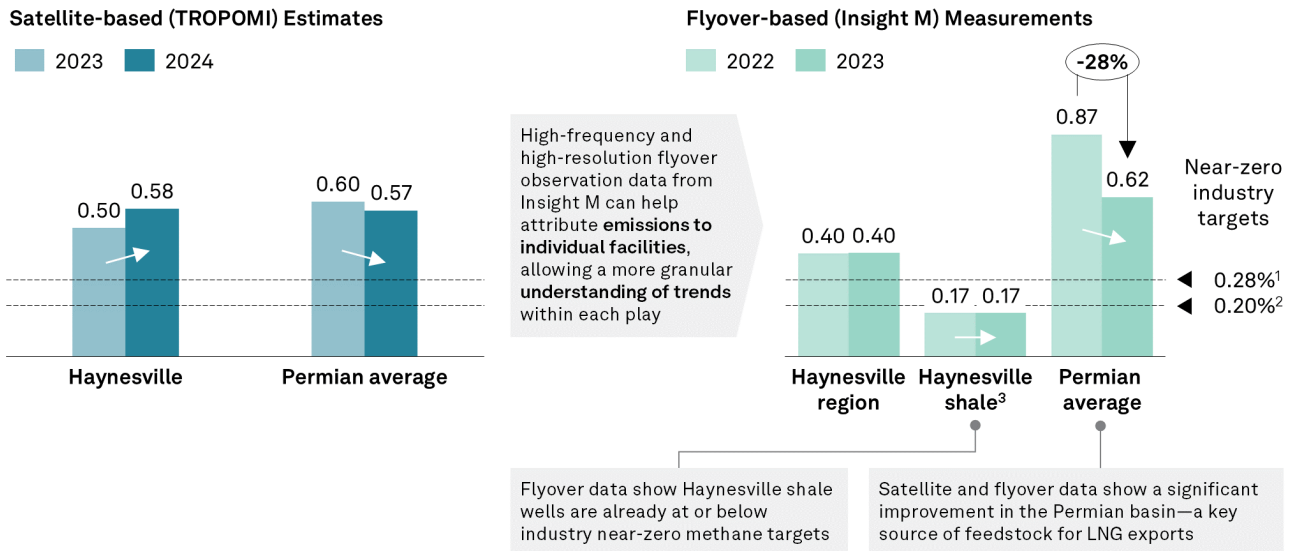 Satellite-based (TROPOMI) Estimates
2023 2024
0.50
0.58
0.60
0.57
Haynesville
Permian average
High-frequency and
high-resolution flyover
observation data from
Insight M can help
attribute emissions to
individual facilities,
allowing a more granular
understanding of trends
within each play
Flyover-based (Insight M) Measurements
2022 2023
-28%
0.40 0.40
0.17 0.17
0.87
0.62
Near-zero
industry
targets
0.28%¹
0.20%²
Haynesville
region
Haynesville
shale³
Permian
average
Flyover data show Haynesville shale
wells are already at or below
industry near-zero methane targets
Satellite and flyover data show a significant
improvement in the Permian basin—a key
source of feedstock for LNG exports